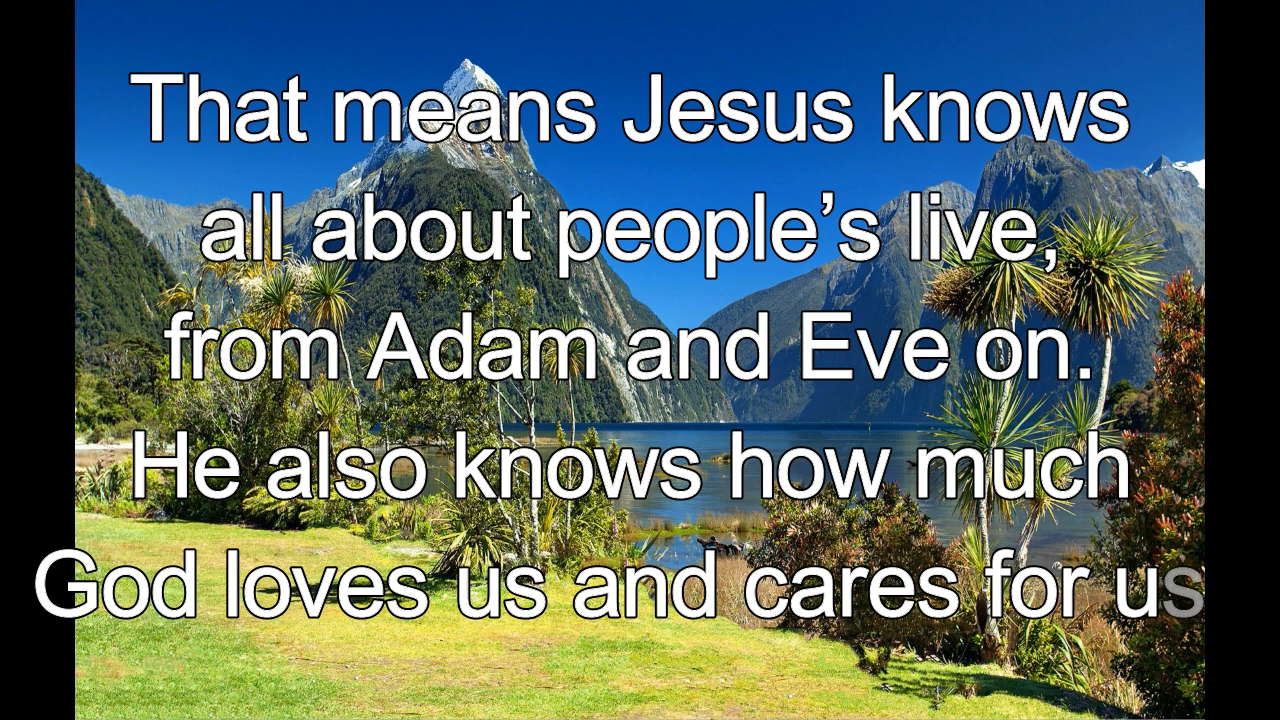 That means Jesus knows
all about people’s live,
from Adam and Eve on.
He also knows how much
God loves us and cares for us